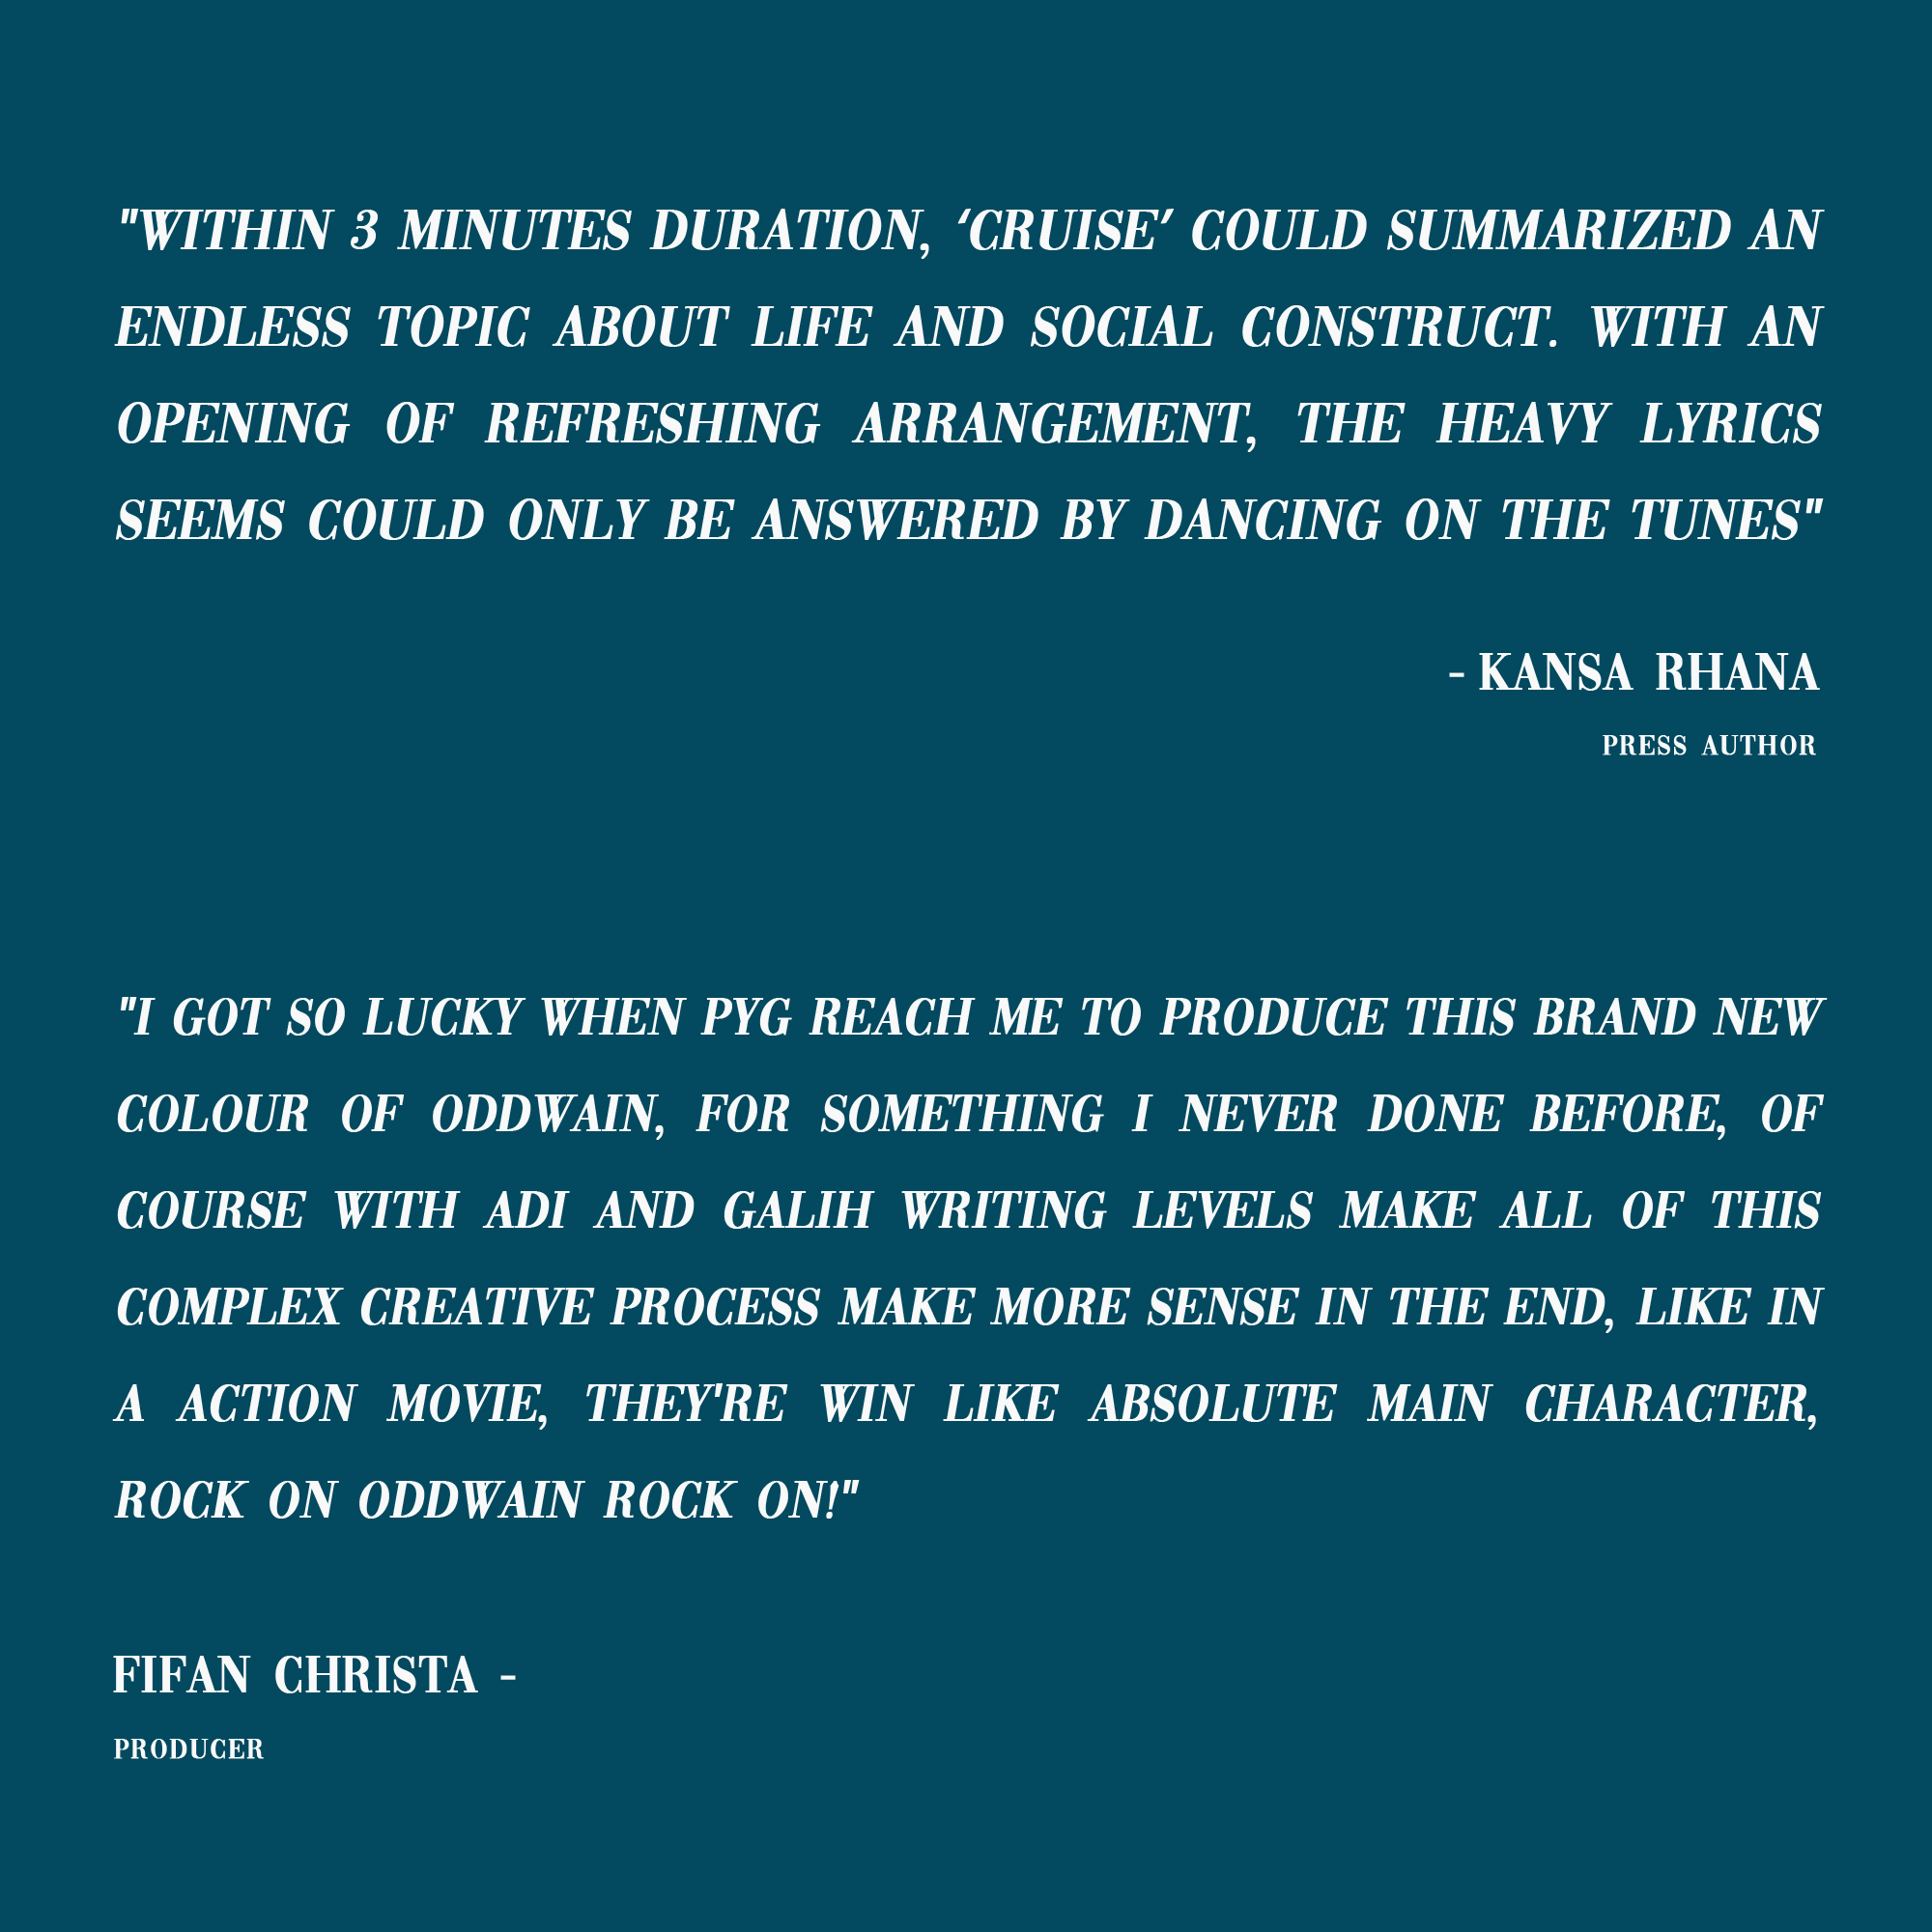 "WITHIN 3 MINUTES DURATION, ‘CRUISE’ COULD SUMMARIZED AN
ENDLESS TOPIC ABOUT LIFE AND SOCIAL CONSTRUCT. WITH AN
OPENING OF REFRESHING ARRANGEMENT, THE HEAVY LYRICS
SEEMS COULD ONLY BE ANSWERED BY DANCING ON THE TUNES"
- KANSA RHANA
PRESS AUTHOR
"I GOT SO LUCKY WHEN PYG REACH ME TO PRODUCE THIS BRAND NEW
COLOUR OF ODDWAIN, FOR SOMETHING I NEVER DONE BEFORE, OF
COURSE WITH ADI AND GALIH WRITING LEVELS MAKE ALL OF THIS
COMPLEX CREATIVE PROCESS MAKE MORE SENSE IN THE END, LIKE IN
A ACTION MOVIE, THEY'RE WIN LIKE ABSOLUTE MAIN CHARACTER,
ROCK ON ODDWAIN ROCK ON!"
FIFAN CHRISTA -
PRODUCER